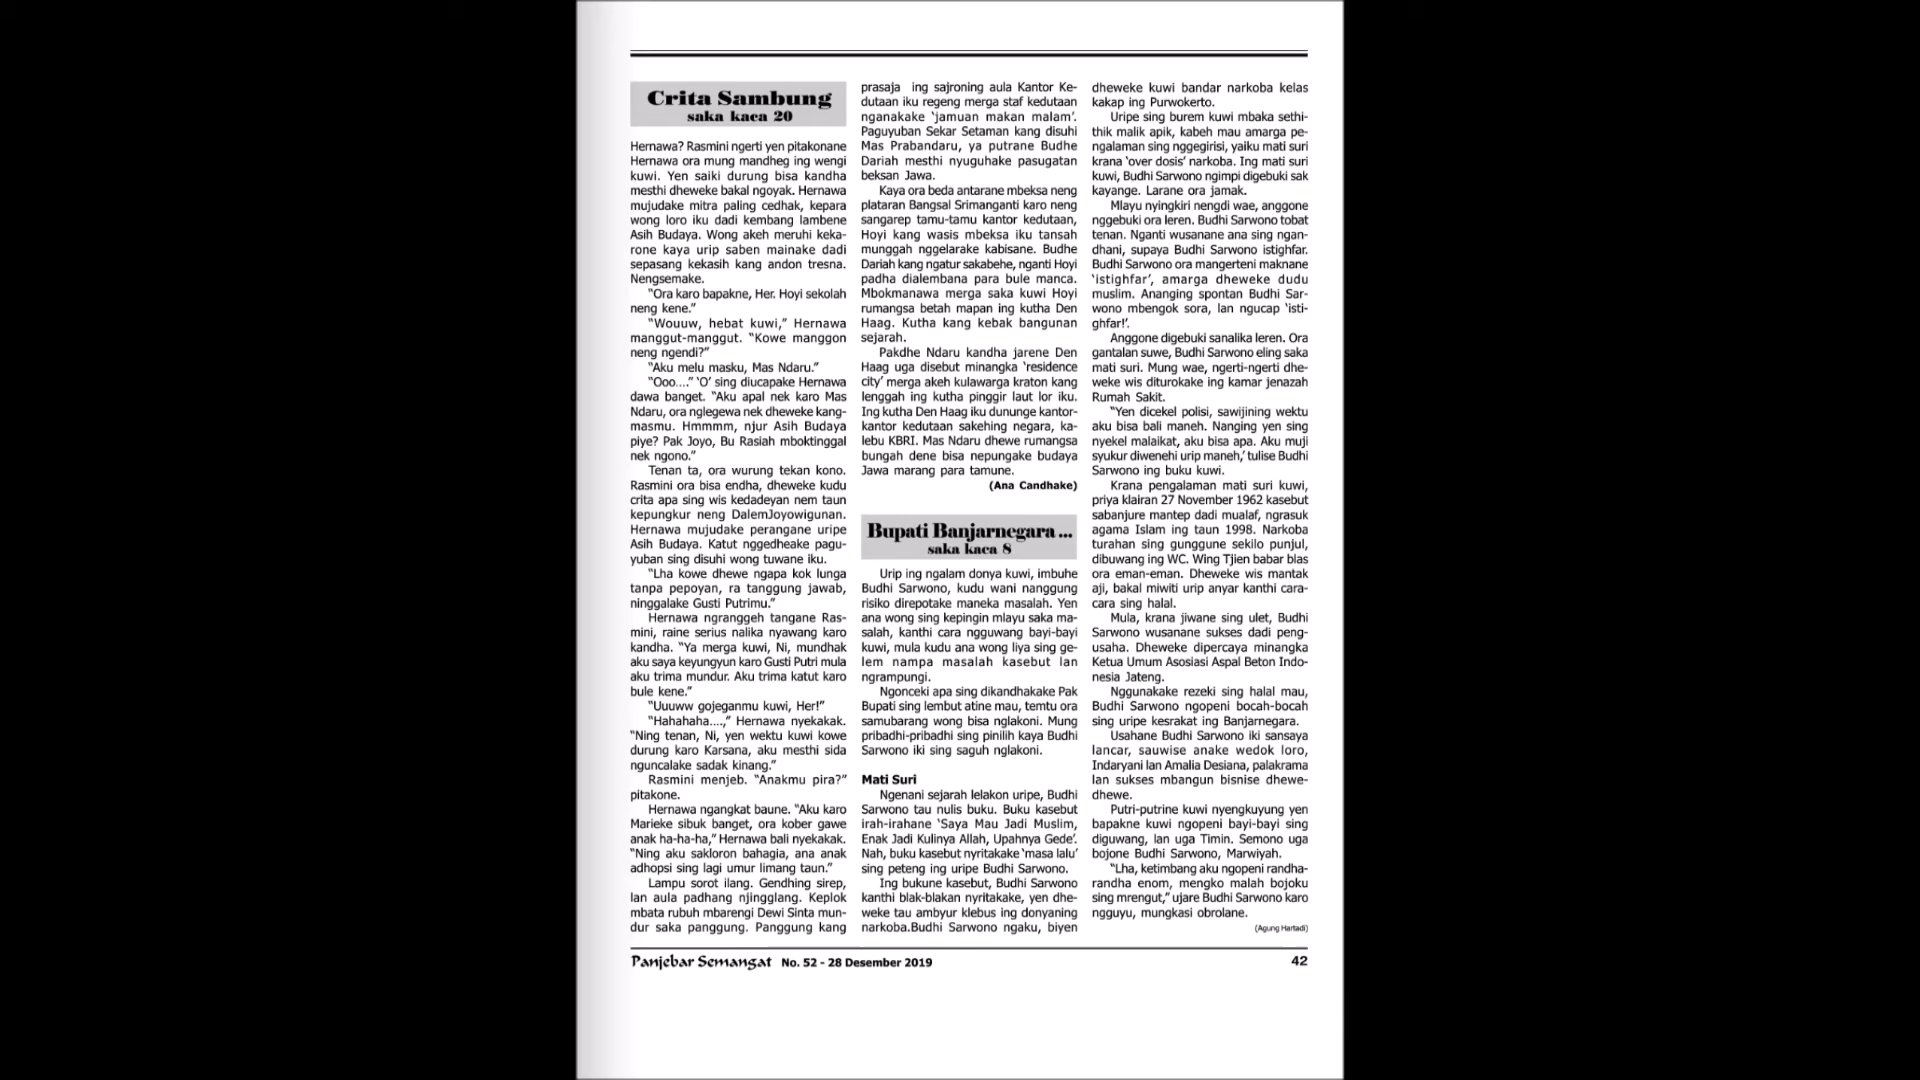 Crita Sambung
saka kaca 20
Hernawa? Rasmini ngerti yen pitakonane
Hernawa ora mung mandheg ing wengi
kuwi. Yen saiki durung bisa kandha
mesthi dheweke bakal ngoyak. Hernawa
mujudake mitra paling cedhak, kepara
wong loro iku dadi kembang lambene
Asih Budaya. Wong akeh meruhi keka-
rone kaya urip saben mainake dadi
sepasang kekasih kang andon tresna.
Nengsemake.
“Ora karo bapakne, Her. Hoyi sekolah
neng kene.”
“Wouuw, hebat kuwi,” Hernawa
manggut-manggut. “Kowe manggon
neng ngendi?”
“Aku melu masku, Mas Ndaru.”
“Ooo....” ‘O’ sing diucapake Hernawa
dawa banget. “Aku apal nek karo Mas
Ndaru, ora nglegewa nek dheweke kang-
masmu. Hmmmm, njur Asih Budaya
piye? Pak Joyo, Bu Rasiah mboktinggal
nek ngono.”
Tenan ta, ora wurung tekan kono.
Rasmini ora bisa endha, dheweke kudu
crita apa sing wis kedadeyan nem taun
kepungkur neng DalemJoyowigunan.
Hernawa mujudake perangane uripe
Asih Budaya. Katut nggedheake pagu-
yuban sing disuhi wong tuwane iku.
“Lha kowe dhewe ngapa kok lunga
tanpa pepoyan, ra tanggung jawab,
ninggalake Gusti Putrimu.”
Hernawa ngranggeh tangane Ras-
mini, raine serius nalika nyawang karo
kandha. “Ya merga kuwi, Ni, mundhak
aku saya keyungyun karo Gusti Putri mula
aku trima mundur. Aku trima katut karo
bule kene.”
“Uuuww gojeganmu kuwi, Her!”
“Hahahaha....,” Hernawa nyekakak.
“Ning tenan, Ni, yen wektu kuwi kowe
durung karo Karsana, aku mesthi sida
nguncalake sadak kinang.”
Rasmini menjeb. “Anakmu pira?”
pitakone.
Hernawa ngangkat baune. “Aku karo
Marieke sibuk banget, ora kober gawe
anak ha-ha-ha,” Hernawa bali nyekakak.
“Ning aku sakloron bahagia, ana anak
adhopsi sing lagi umur limang taun.”
Lampu sorot ilang. Gendhing sirep,
lan aula padhang njingglang. Keplok
mbata rubuh mbarengi Dewi Sinta mun-
dur saka panggung. Panggung kang
prasaja ing sajroning aula Kantor Ke-
dutaan iku regeng merga staf kedutaan
nganakake ‘jamuan makan malam’.
Paguyuban Sekar Setaman kang disuhi
Mas Prabandaru, ya putrane Budhe
Dariah mesthi nyuguhake pasugatan
beksan Jawa.
Kaya ora beda antarane mbeksa neng
plataran Bangsal Srimanganti karo neng
sangarep tamu-tamu kantor kedutaan,
Hoyi kang wasis mbeksa iku tansah
munggah nggelarake kabisane. Budhe
Dariah kang ngatur sakabehe, nganti Hoyi
padha dialembana para bule manca.
Mbokmanawa merga saka kuwi Hoyi
rumangsa betah mapan ing kutha Den
Haag. Kutha kang kebak bangunan
sejarah.
Pakdhe Ndaru kandha jarene Den
Haag uga disebut minangka ‘residence
city’ merga akeh kulawarga kraton kang
lenggah ing kutha pinggir laut lor iku.
Ing kutha Den Haag iku dununge kantor-
kantor kedutaan sakehing negara, ka-
lebu KBRI. Mas Ndaru dhewe rumangsa
bungah dene bisa nepungake budaya
Jawa marang para tamune.
(Ana Candhake)
Bupati Banjarnegara...
saka kaca 8
Urip ing ngalam donya kuwi, imbuhe
Budhi Sarwono, kudu wani nanggung
risiko direpotake maneka masalah. Yen
ana wong sing kepingin mlayu saka ma-
salah, kanthi cara ngguwang bayi-bayi
kuwi, mula kudu ana wong liya sing ge-
lem nampa masalah kasebut lan
ngrampungi.
Ngonceki apa sing dikandhakake Pak
Bupati sing lembut atine mau, temtu ora
samubarang wong bisa nglakoni. Mung
pribadhi-pribadhi sing pinilih kaya Budhi
Sarwono iki sing saguh nglakoni.
Mati Suri
Ngenani sejarah lelakon uripe, Budhi
Sarwono tau nulis buku. Buku kasebut
irah-irahane ‘Saya Mau Jadi Muslim,
Enak Jadi Kulinya Allah, Upahnya Gede’.
Nah, buku kasebut nyritakake ‘masa lalu’
sing peteng ing uripe Budhi Sarwono.
Ing bukune kasebut, Budhi Sarwono
kanthi blak-blakan nyritakake, yen dhe-
weke tau ambyur klebus ing donyaning
narkoba.Budhi Sarwono ngaku, biyen
dheweke kuwi bandar narkoba kelas
kakap ing Purwokerto.
Uripe sing burem kuwi mbaka sethi-
thik malik apik, kabeh mau amarga pe-
ngalaman sing nggegirisi, yaiku mati suri
krana ‘over dosis’ narkoba. Ing mati suri
kuwi, Budhi Sarwono ngimpi digebuki sak
kayange. Larane ora jamak.
Mlayu nyingkiri nengdi wae, anggone
nggebuki ora leren. Budhi Sarwono tobat
tenan. Nganti wusanane ana sing ngan-
dhani, supaya Budhi Sarwono istighfar.
Budhi Sarwono ora mangerteni maknane
‘istighfar’, amarga dheweke dudu
muslim. Ananging spontan Budhi Sar-
wono mbengok sora, lan ngucap ‘isti-
ghfar!’.
Anggone digebuki sanalika leren. Ora
gantalan suwe, Budhi Sarwono eling saka
mati suri. Mung wae, ngerti-ngerti dhe-
weke wis diturokake ing kamar jenazah
Rumah Sakit.
“Yen dicekel polisi, sawijining wektu
aku bisa bali maneh. Nanging yen sing
nyekel malaikat, aku bisa apa. Aku muji
syukur diwenehi urip maneh,’ tulise Budhi
Sarwono ing buku kuwi.
Krana pengalaman mati suri kuwi,
priya klairan 27 November 1962 kasebut
sabanjure mantep dadi mualaf, ngrasuk
agama Islam ing taun 1998. Narkoba
turahan sing gunggune sekilo punjul,
dibuwang ing WC. Wing Tjien babar blas
ora eman-eman. Dheweke wis mantak
aji, bakal miwiti urip anyar kanthi cara-
cara sing halal.
Mula, krana jiwane sing ulet, Budhi
Sarwono wusanane sukses dadi peng-
usaha. Dheweke dipercaya minangka
Ketua Umum Asosiasi Aspal Beton Indo-
nesia Jateng.
Nggunakake rezeki sing halal mau,
Budhi Sarwono ngopeni bocah-bocah
sing uripe kesrakat ing Banjarnegara.
Usahane Budhi Sarwono iki sansaya
lancar, sauwise anake wedok loro,
Indaryani lan Amalia Desiana, palakrama
lan sukses mbangun bisnise dhewe-
dhewe.
Putri-putrine kuwi nyengkuyung yen
bapakne kuwi ngopeni bayi-bayi sing
diguwang, lan uga Timin. Semono uga
bojone Budhi Sarwono, Marwiyah.
“Lha, ketimbang aku ngopeni randha-
randha enom, mengko malah bojoku
sing mrengut,” ujare Budhi Sarwono karo
ngguyu, mungkasi obrolane.
(Agung Hartadi)
Panjebar Semangat No. 52 - 28 Desember 2019
42